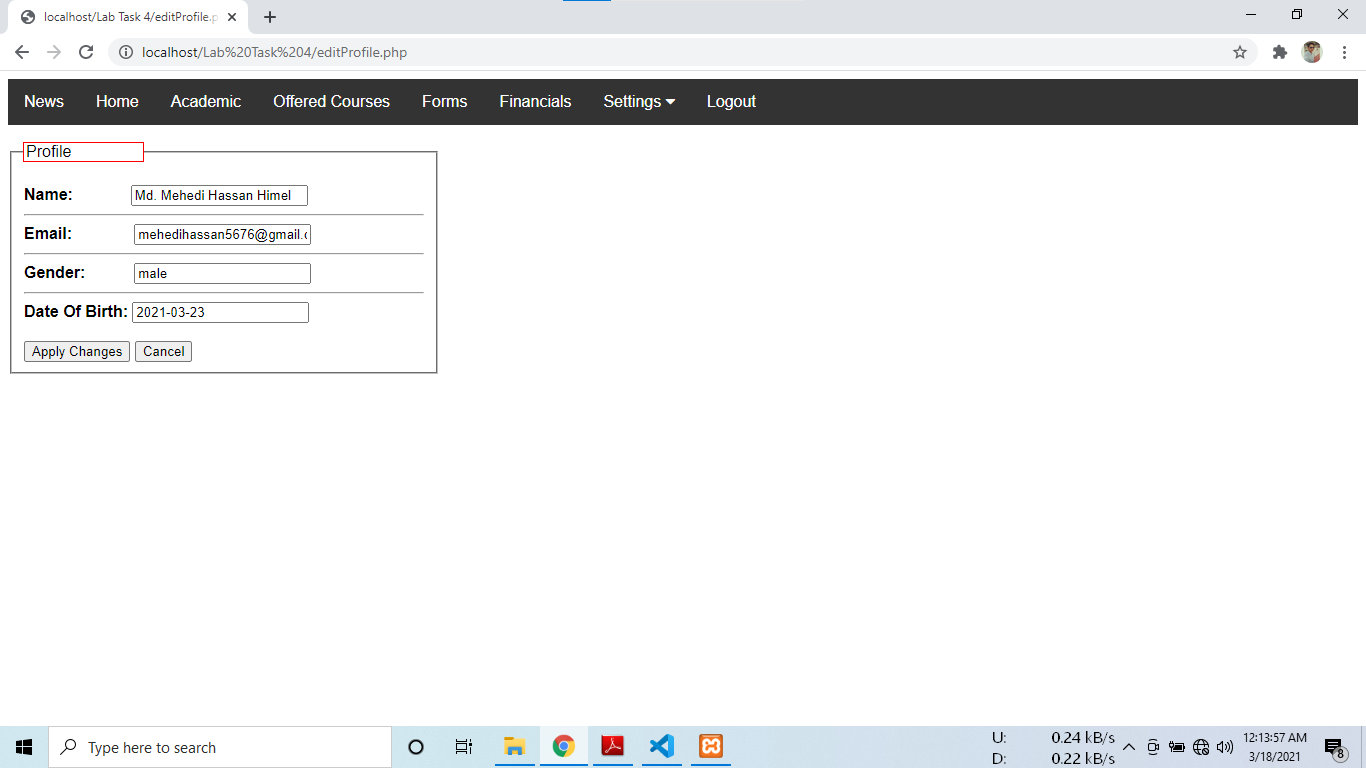 localhost/Lab Task 4/editProfile.p
localhost/Lab%20Task%204/editProfile.php
News Home Academic Offered Courses Forms Financials Settings Logout
Profile
Name: Md. Mehedi Hassan Himel
Email: mehedihassan5676@gmail.c
Gender: male
Date Of Birth: 2021-03-23
Apply Changes Cancel
Type here to search
U: 0.24 kB/s
D: 0.22 kB/s
12:13:57 AM
3/18/2021
8